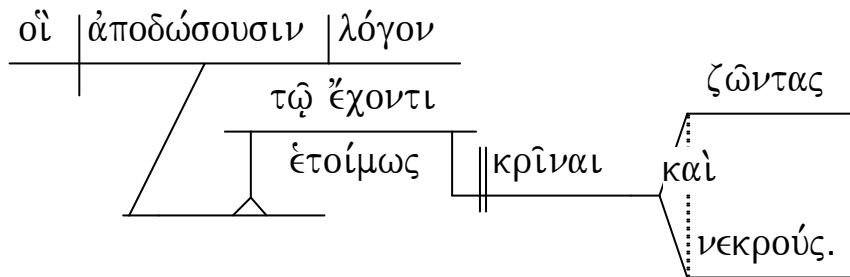 οἳ ἀποδώσουσιν λόγον
τῷ ἔχοντι
ἑτοίμως κρῖναι
ζῶντας
καὶ
νεκρούς.